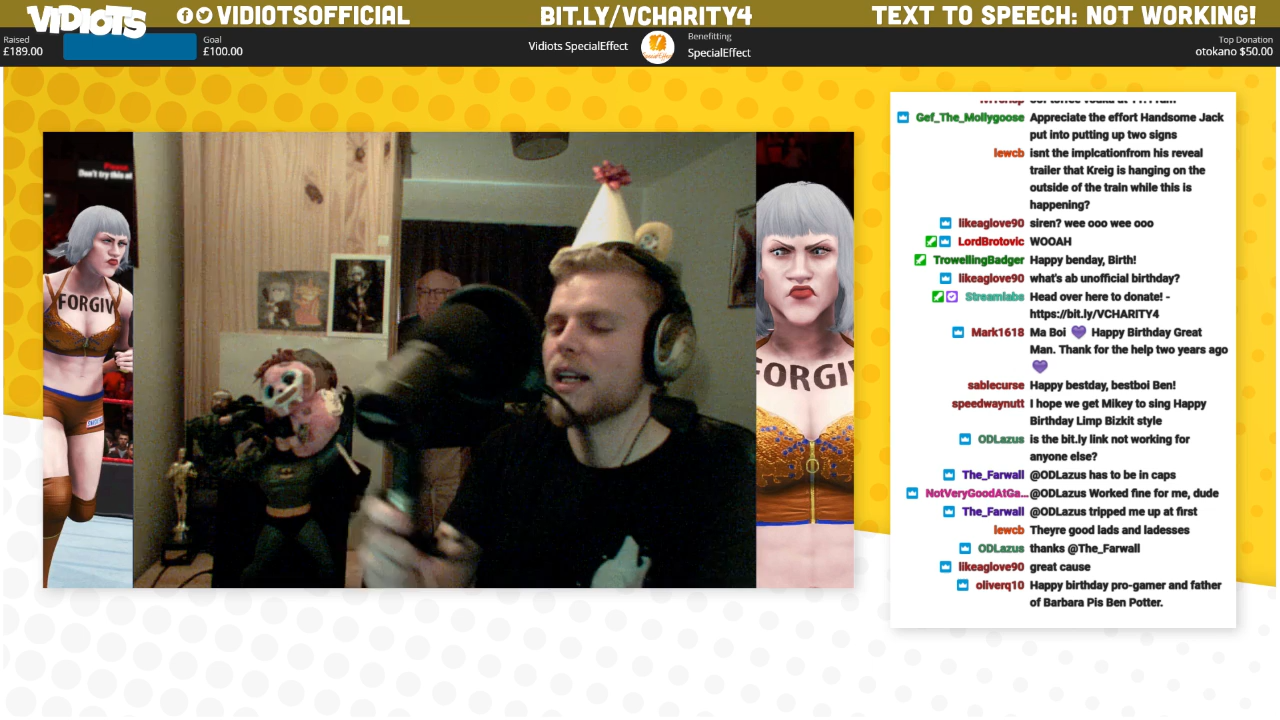 VIDIOTS
VIDIOTSOFFICIAL
BIT.LY/VCHARITY4
TEXT TO SPEECH: NOT WORKING!
Raised
£189.00
Goal
£100.00
Vidiots SpecialEffect
Benefitting
SpecialEffect
Top Donation
otokano $50.00
Please
Don't try this at
FORGIV
FORGIV
Gef_The_Mollygoose Appreciate the effort Handsome Jack
put into putting up two signs
lewcb isnt the implcationfrom his reveal
trailer that Kreig is hanging on the
outside of the train while this is
happening?
likeaglove90 siren? wee ooo wee ooo
LordBrotovic WOOAH
TrowellingBadger Happy benday, Birth!
likeaglove90 what's ab unofficial birthday?
Streamlabs Head over here to donate! -
https://bit.ly/VCHARITY4
Mark1618 Ma Boi 💜 Happy Birthday Great
Man. Thank for the help two years ago
💜
sablecurse Happy bestday, bestboi Ben!
speedwaynutt I hope we get Mikey to sing Happy
Birthday Limp Bizkit style
ODLazus is the bit.ly link not working for
anyone else?
The_Farwall @ODLazus has to be in caps
NotVeryGoodAtGa... @ODLazus Worked fine for me, dude
The_Farwall @ODLazus tripped me up at first
lewcb Theyre good lads and ladesses
ODLazus thanks @The_Farwall
likeaglove90 great cause
oliverq10 Happy birthday pro-gamer and father
of Barbara Pis Ben Potter.